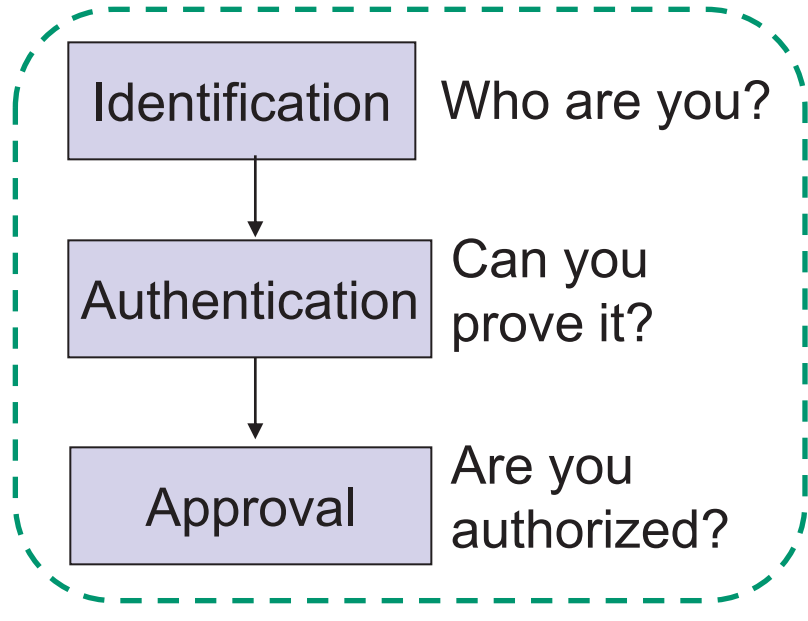 Identification
Who are you?
Authentication
Can you
prove it?
Approval
Are you
authorized?